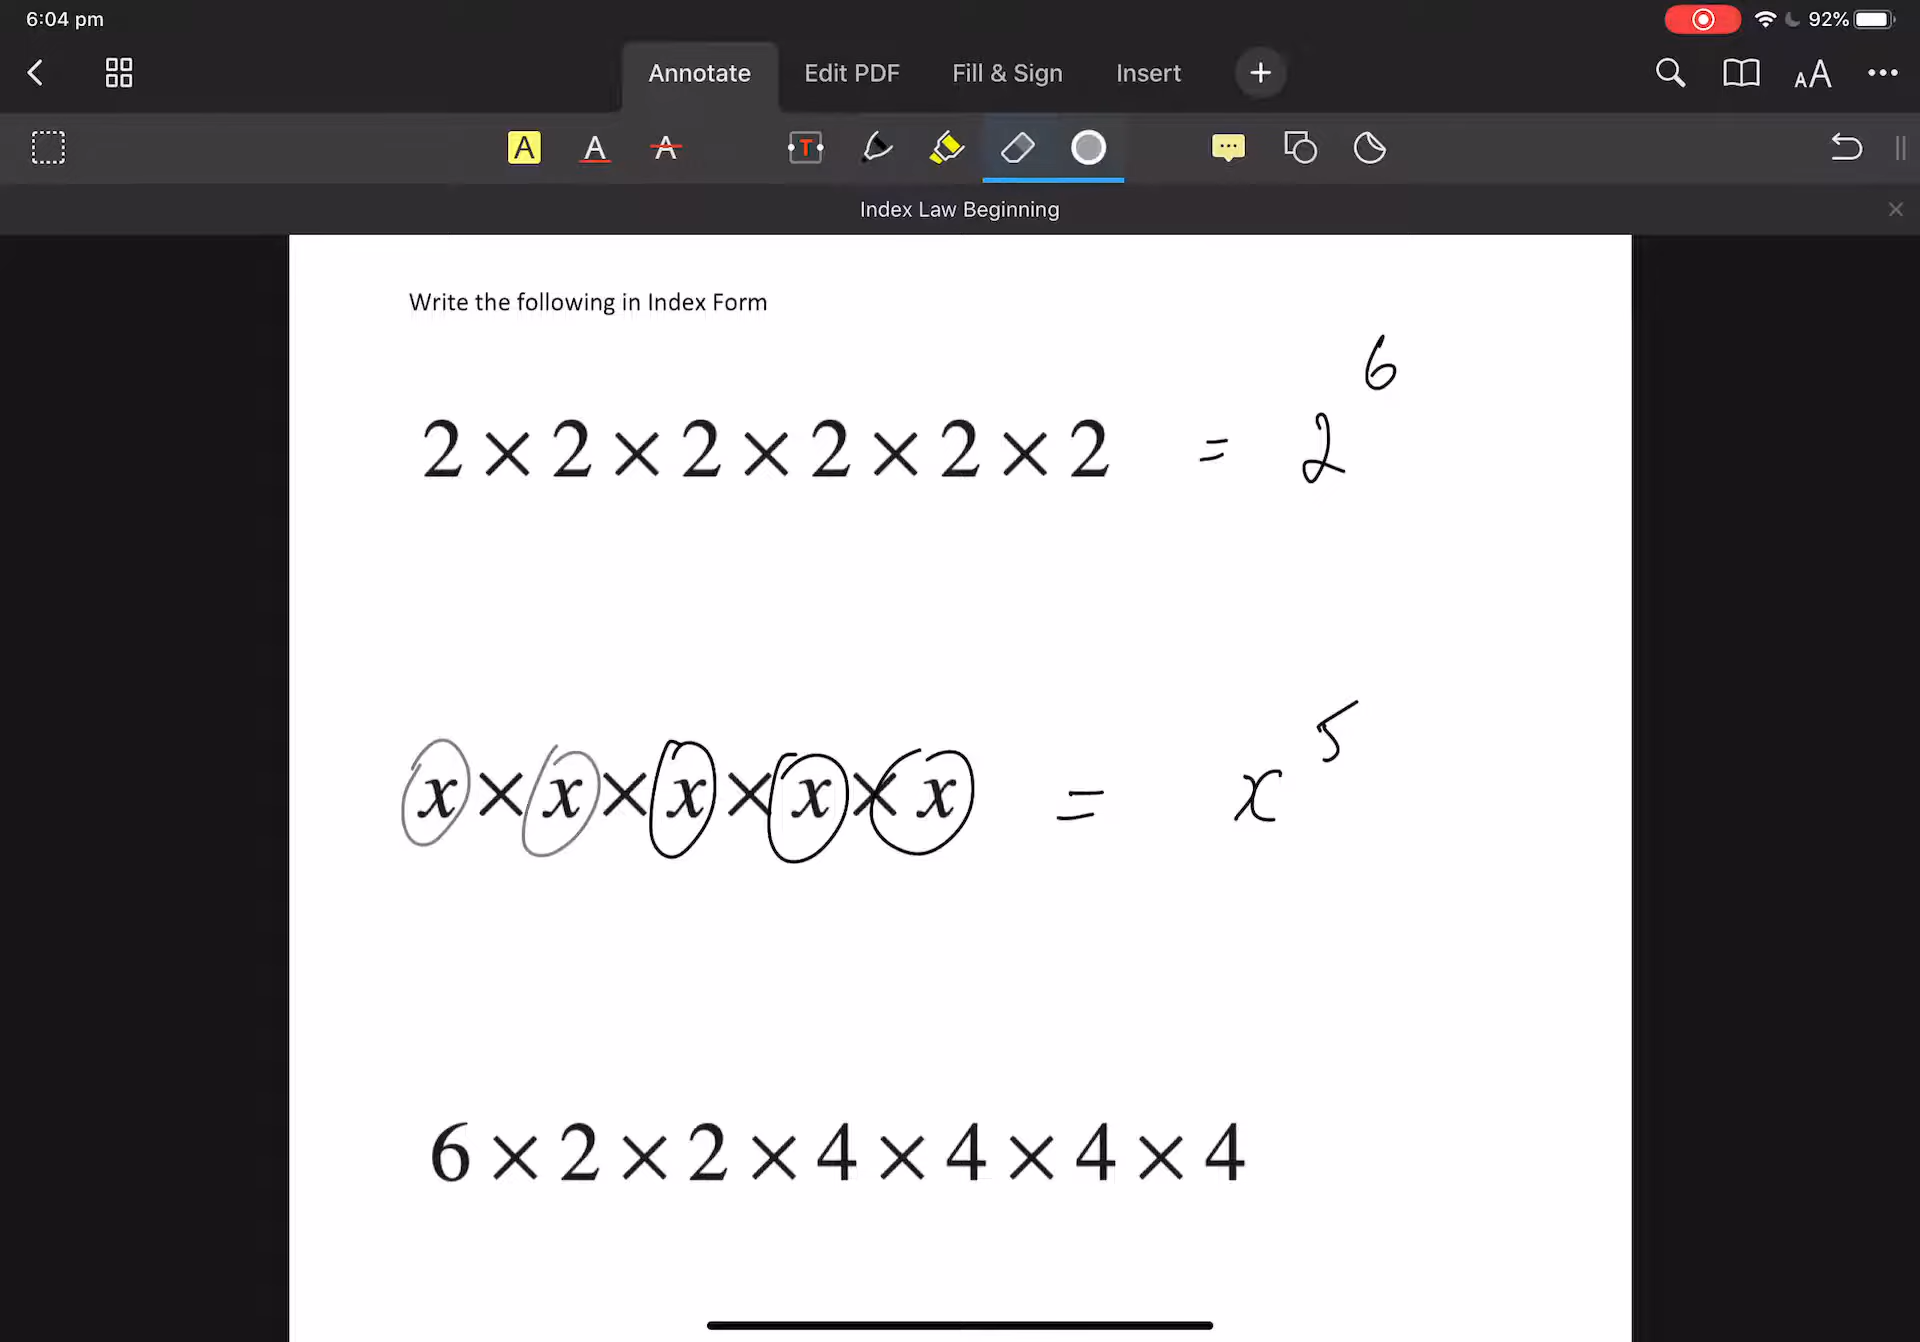 6:04 pm
92%
Annotate Edit PDF Fill & Sign Insert +
AA
A A A T
Index Law Beginning
Write the following in Index Form
2 × 2 × 2 × 2 × 2 × 2 = 2⁶
x × x × x × x × x = x⁵
6 × 2 × 2 × 4 × 4 × 4 × 4